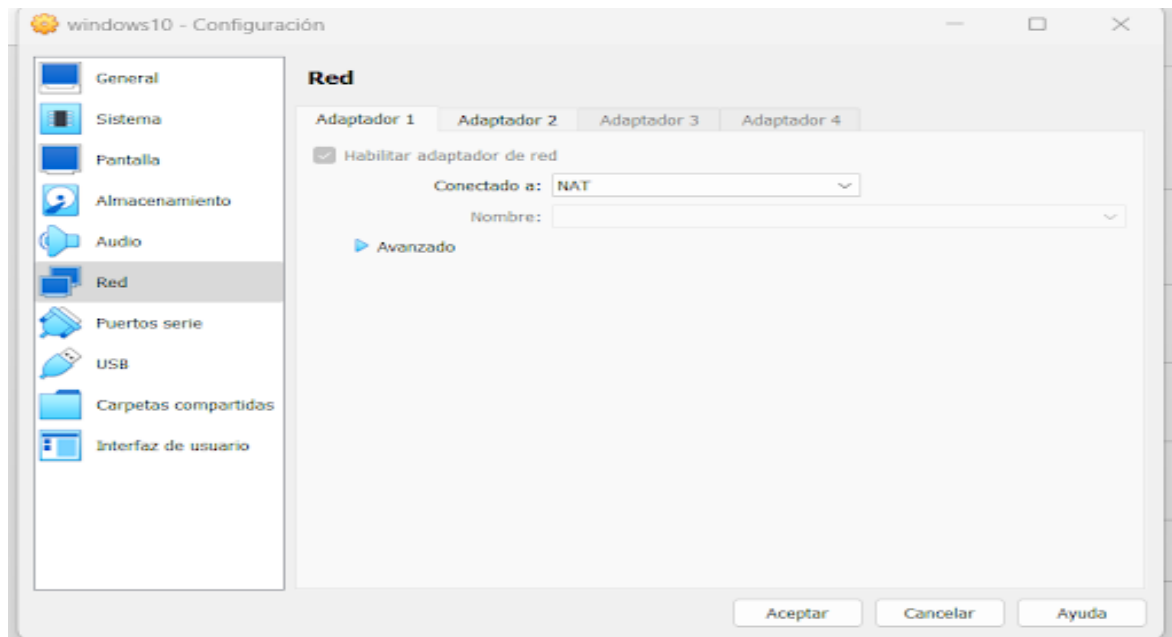 windows10 - Configuración
General
Sistema
Pantalla
Almacenamiento
Audio
Red
Puertos serie
USB
Carpetas compartidas
Interfaz de usuario
Red
Adaptador 1 Adaptador 2 Adaptador 3 Adaptador 4
Habilitar adaptador de red
Conectado a: NAT
Nombre:
Avanzado
Aceptar Cancelar Ayuda